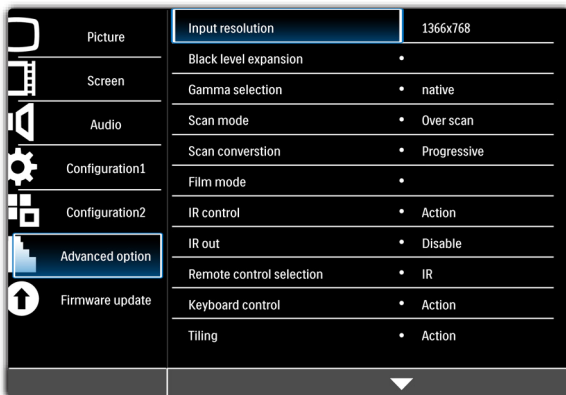 Picture
Screen
Audio
Configuration1
Configuration2
Advanced option
Firmware update
Input resolution 1366x768
Black level expansion •
Gamma selection • native
Scan mode • Over scan
Scan converstion • Progressive
Film mode •
IR control • Action
IR out • Disable
Remote control selection • IR
Keyboard control • Action
Tiling • Action